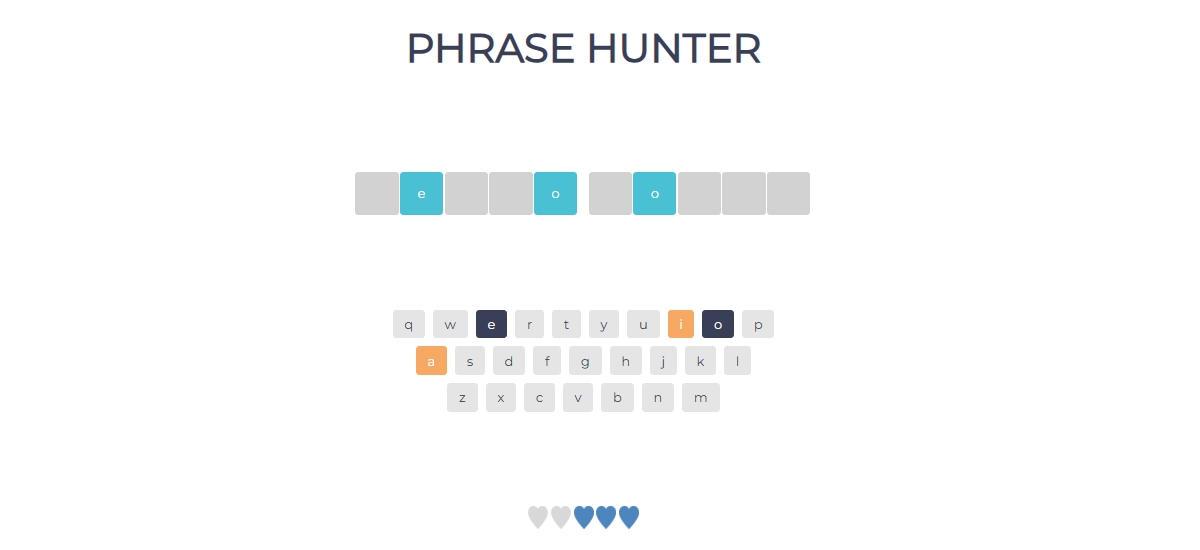 PHRASE HUNTER
e o o
q w e r t y u i o p
a s d f g h j k l
z x c v b n m